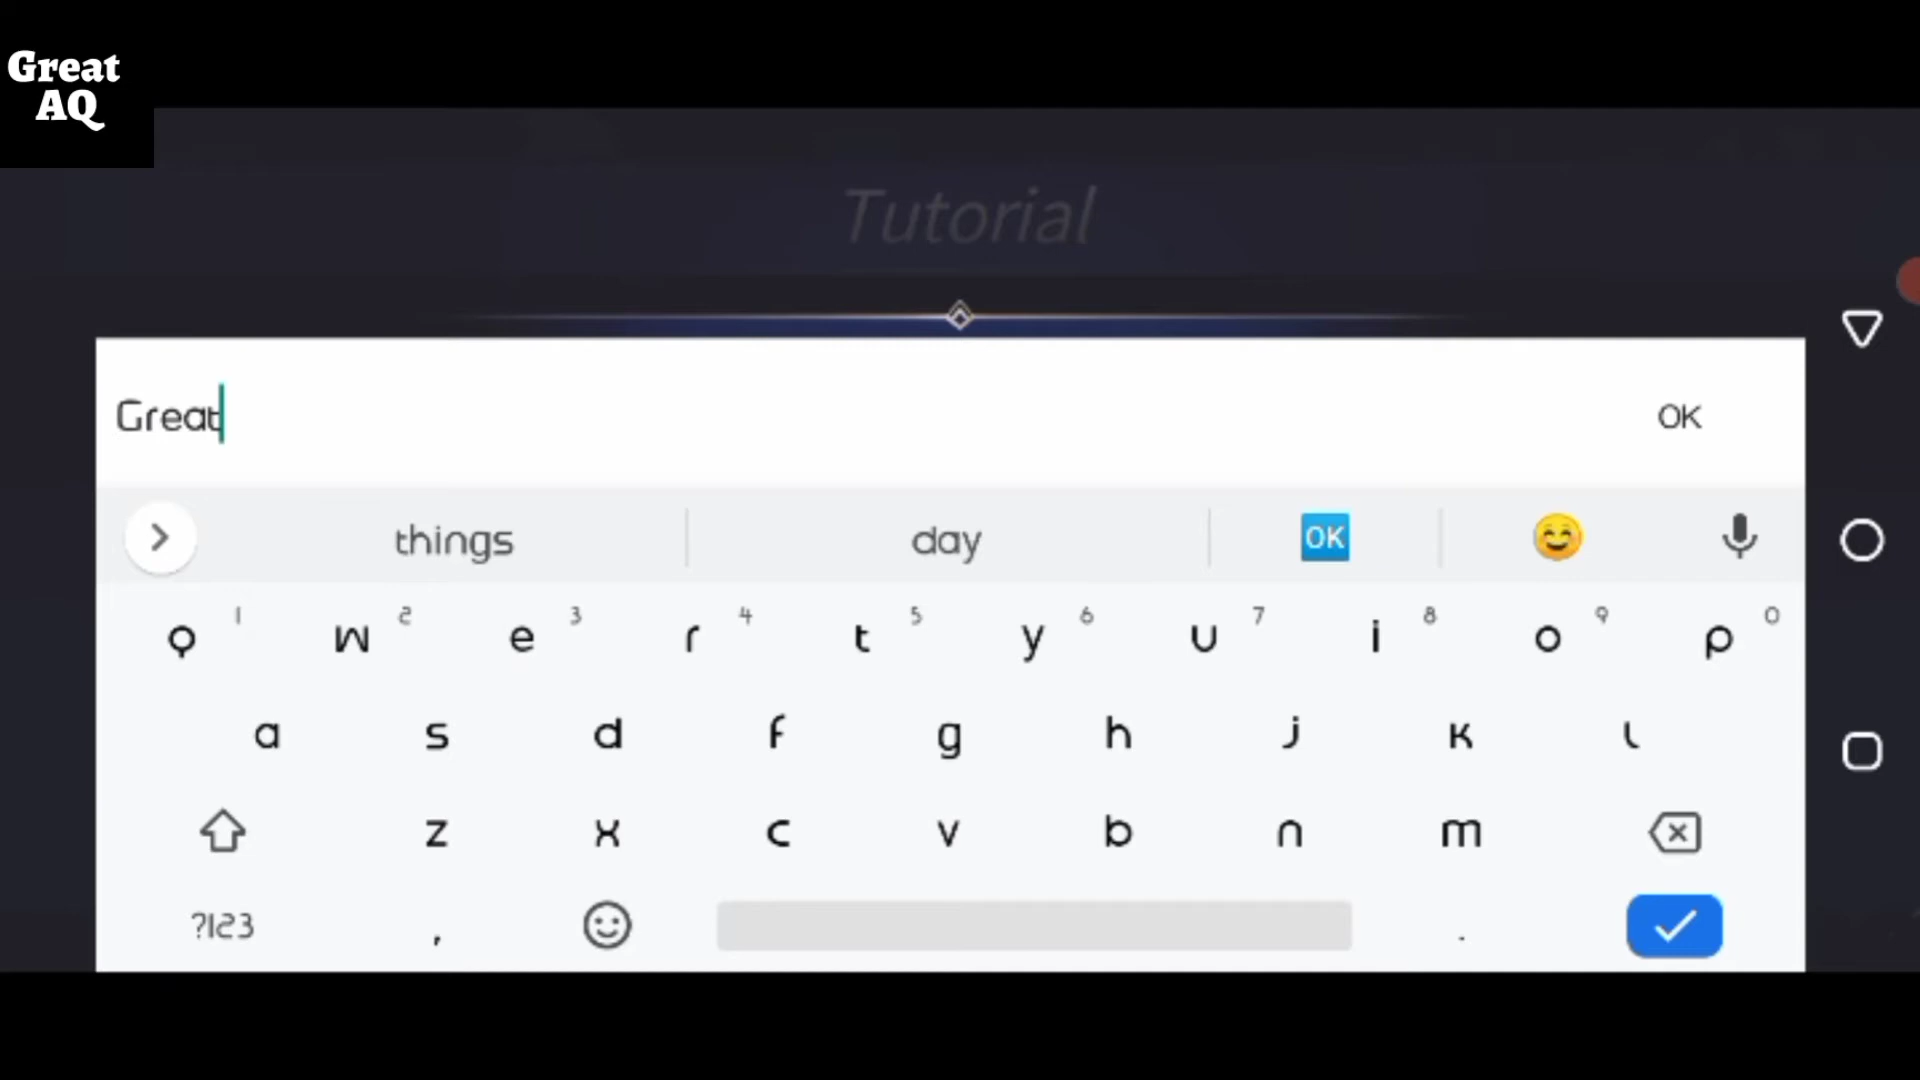 Great
AQ
Tutorial
Great
OK
things day OK
1 2 3 4 5 6 7 8 9 0
q w e r t y u i o p
a s d f g h j k l
z x c v b n m
?123 , .